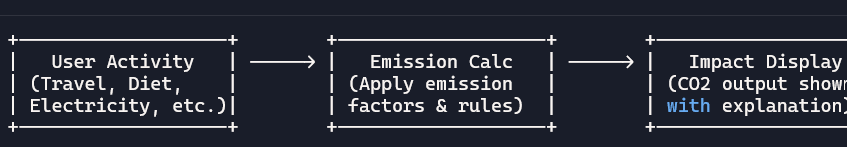 User Activity ——> Emission Calc ——> Impact Display
(Travel, Diet, (Apply emission (CO2 output shown
Electricity, etc.) factors & rules) with explanation)